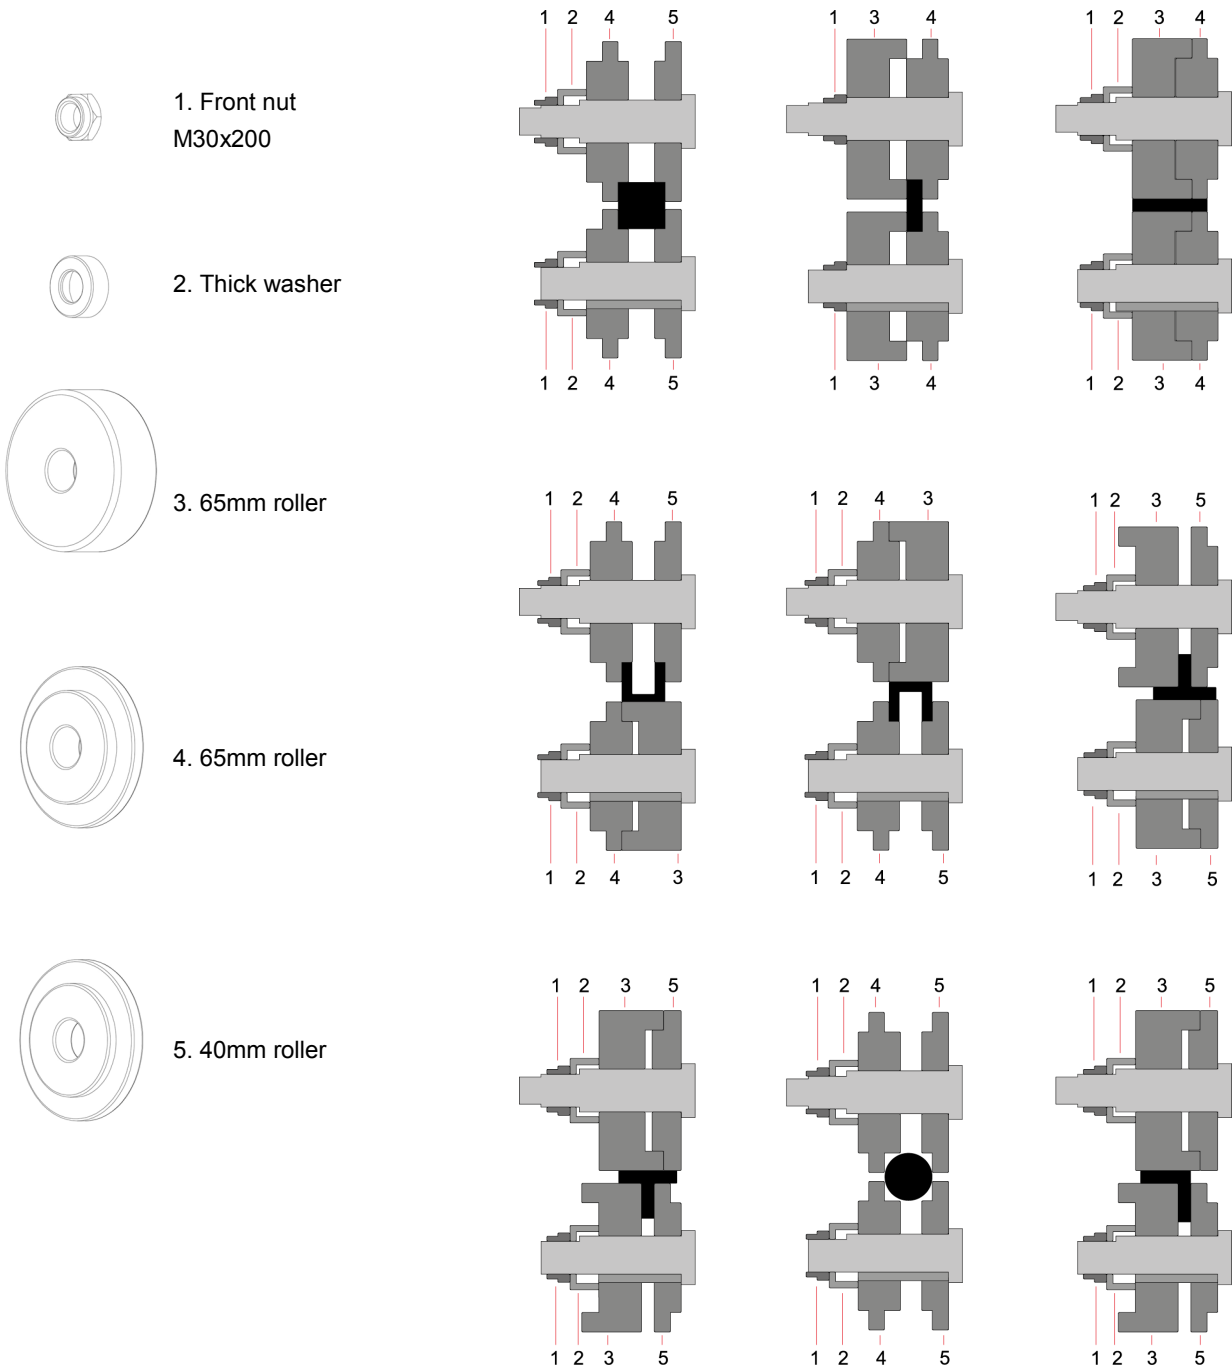 1. Front nut
M30x200
2. Thick washer
3. 65mm roller
4. 65mm roller
5. 40mm roller
1 2 4 5
1 3 4
1 2 3 4
1 2 4 5
1 3 4
1 2 3 4
1 2 4 5
1 2 4 3
1 2 3 5
1 2 4 3
1 2 4 5
1 2 3 5
1 2 3 5
1 2 4 5
1 2 3 5
1 2 3 5
1 2 4 5
1 2 3 5